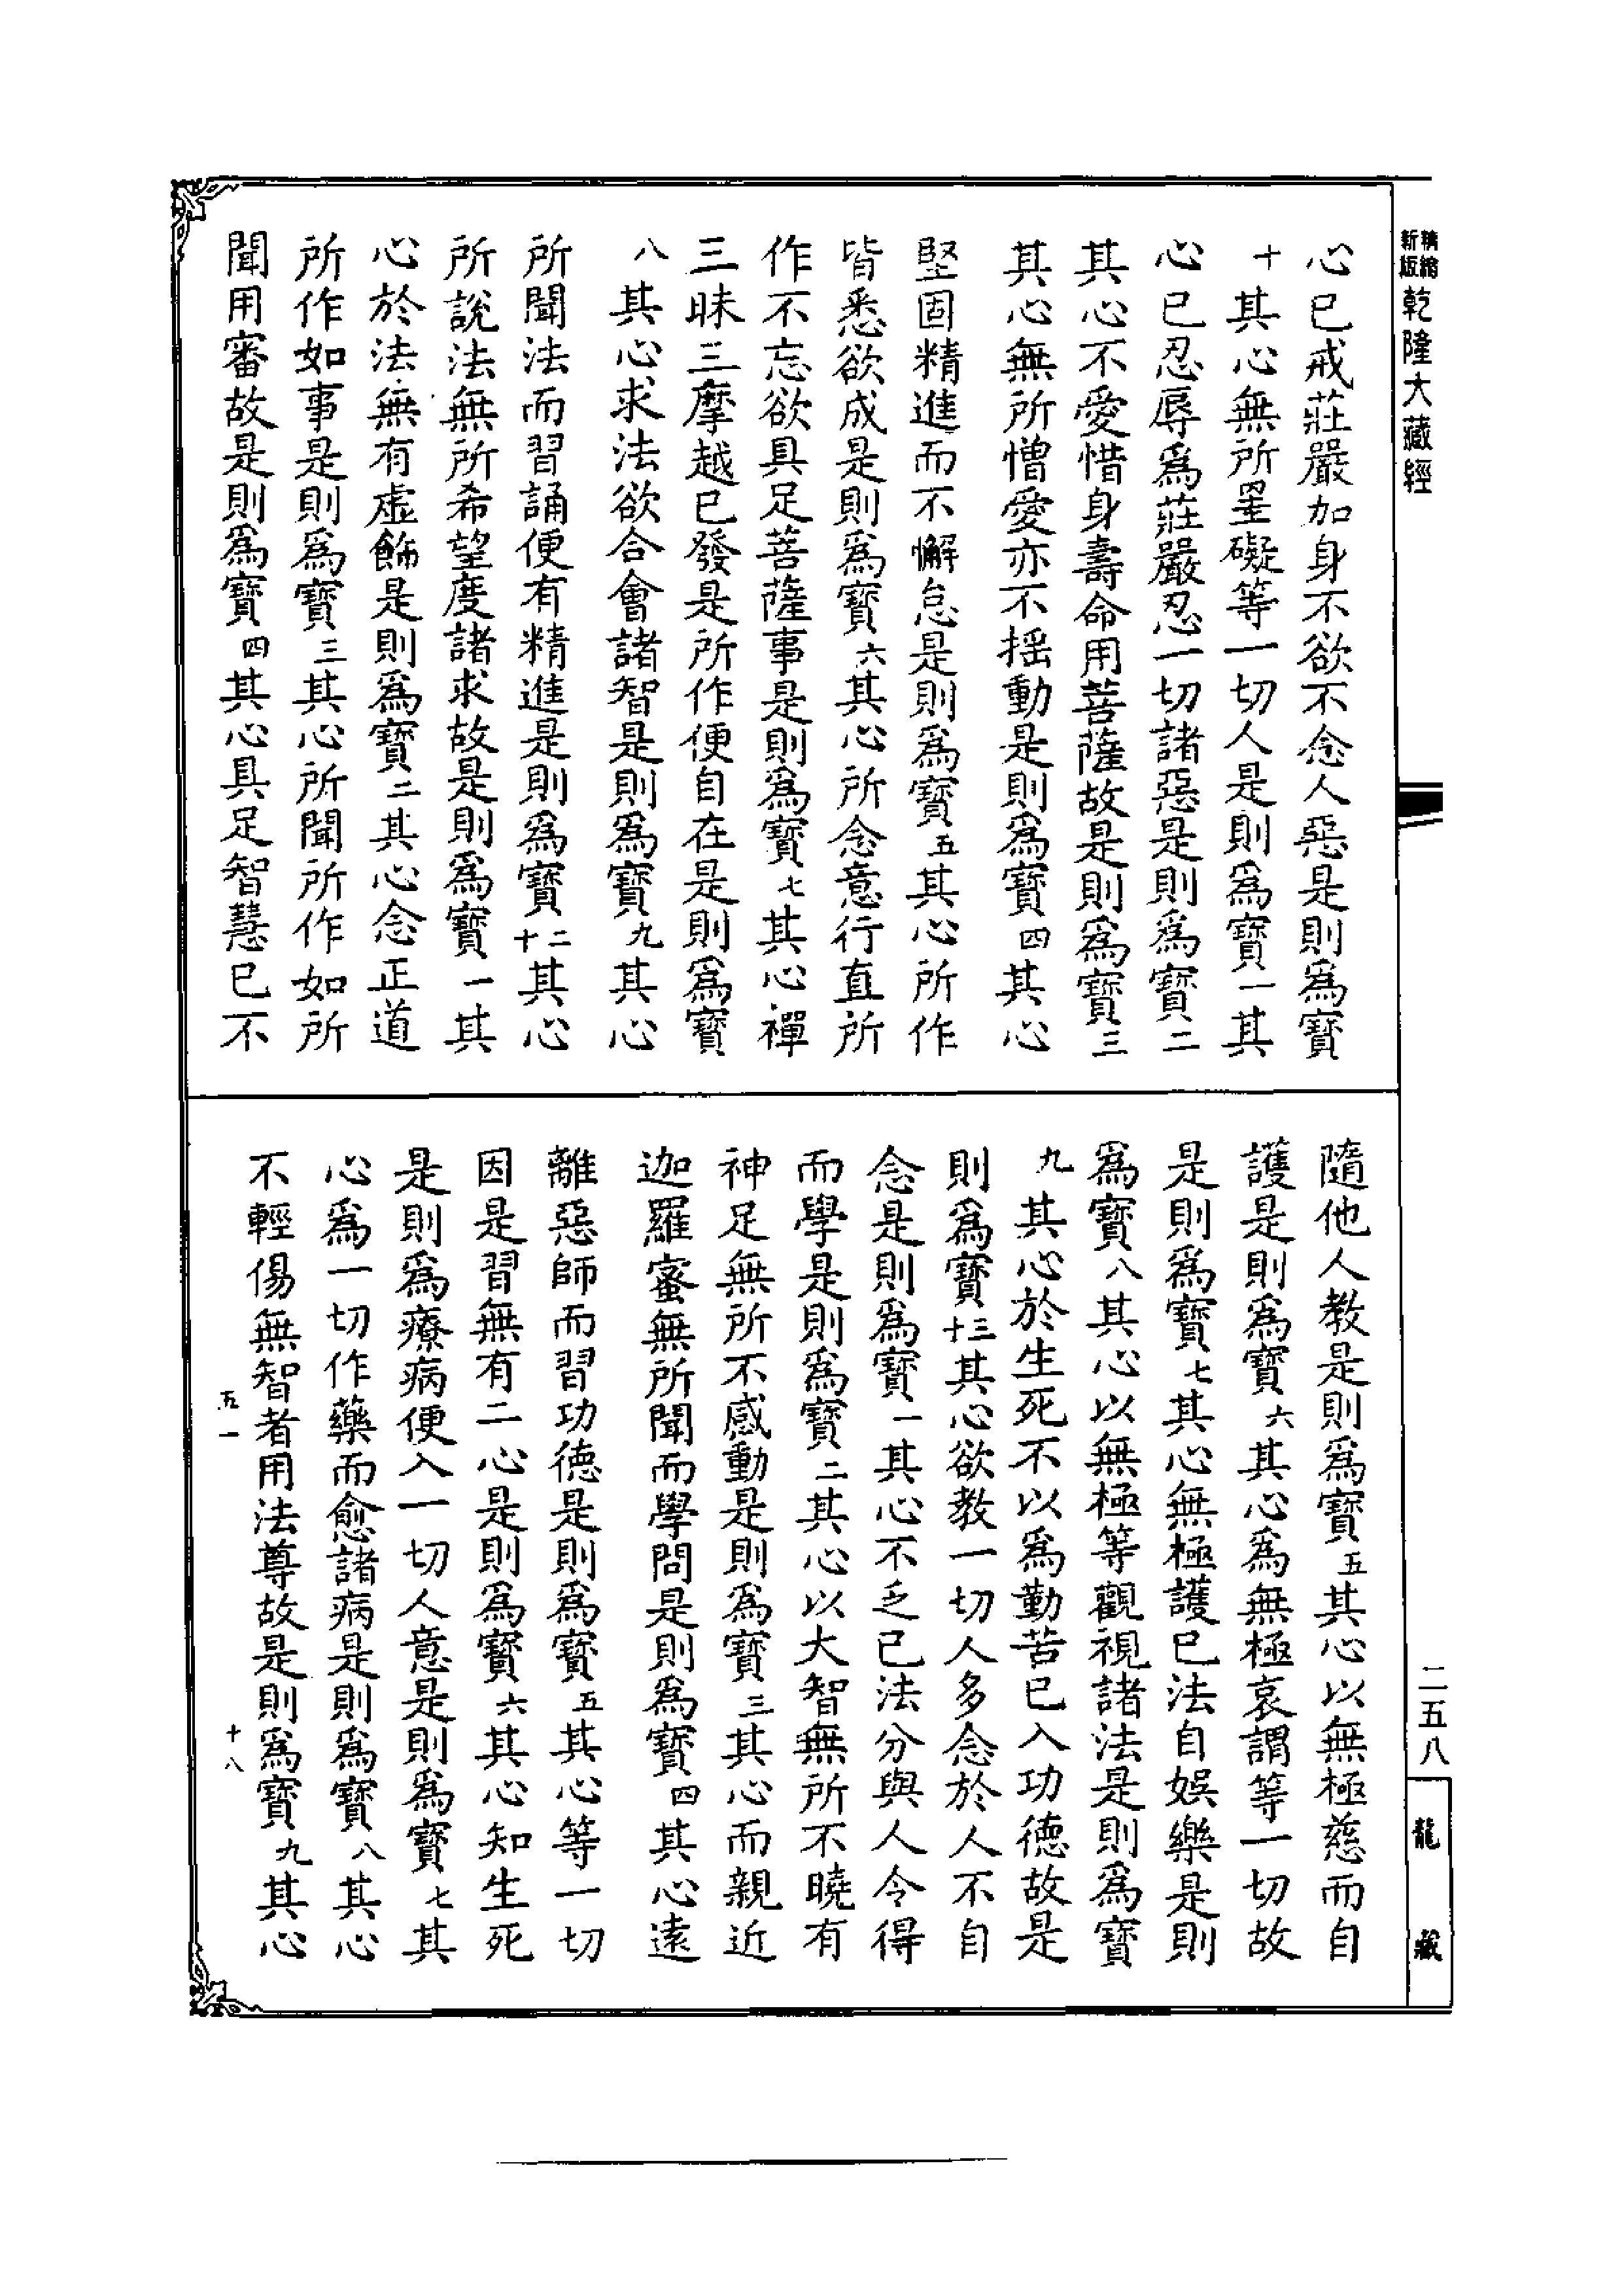 精縮新版乾隆大藏經
心已戒莊嚴加身不欲不念人惡是則爲寶
十其心無所罣礙等一切人是則爲寶一其
心已忍辱爲莊嚴忍一切諸惡是則爲寶二
其心不愛惜身壽命用菩薩故是則爲寶三
其心無所憎愛亦不揺動是則爲寶四其心
堅固精進而不懈怠是則爲寶五其心所作
皆悉欲成是則爲寶六其心所念意行直所
作不忘欲具足菩薩事是則爲寶七其心禪
三昧三摩越已發是所作便自在是則爲寶
八其心求法欲合會諸智是則爲寶九其心
所聞法而習誦便有精進是則爲寶二十其心
所說法無所希望度諸求故是則爲寶一其
心於法無有虛飾是則爲寶二其心念正道
所作如事是則爲寶三其心所聞所作如所
聞用審故是則爲寶四其心具足智慧已不
隨他人教是則爲寶五其心以無極慈而自
護是則爲寶六其心爲無極哀謂等一切故
是則爲寶七其心無極護已法自娛樂是則
爲寶八其心以無極等觀視諸法是則爲寶
九其心於生死不以爲勤苦已入功德故是
則爲寶三十其心欲教一切人多念於人不自
念是則爲寶一其心不乏已法分與人令得
而學是則爲寶二其心以大智無所不曉有
神足無所不感動是則爲寶三其心而親近
迦羅蜜無所聞而學問是則爲寶四其心遠
離惡師而習功德是則爲寶五其心等一切
因是習無有二心是則爲寶六其心知生死
是則爲療病便入一切人意是則爲寶七其
心爲一切作藥而愈諸病是則爲寶八其心
不輕傷無智者用法尊故是則爲寶九其心
五一
十八
二五八
龍藏